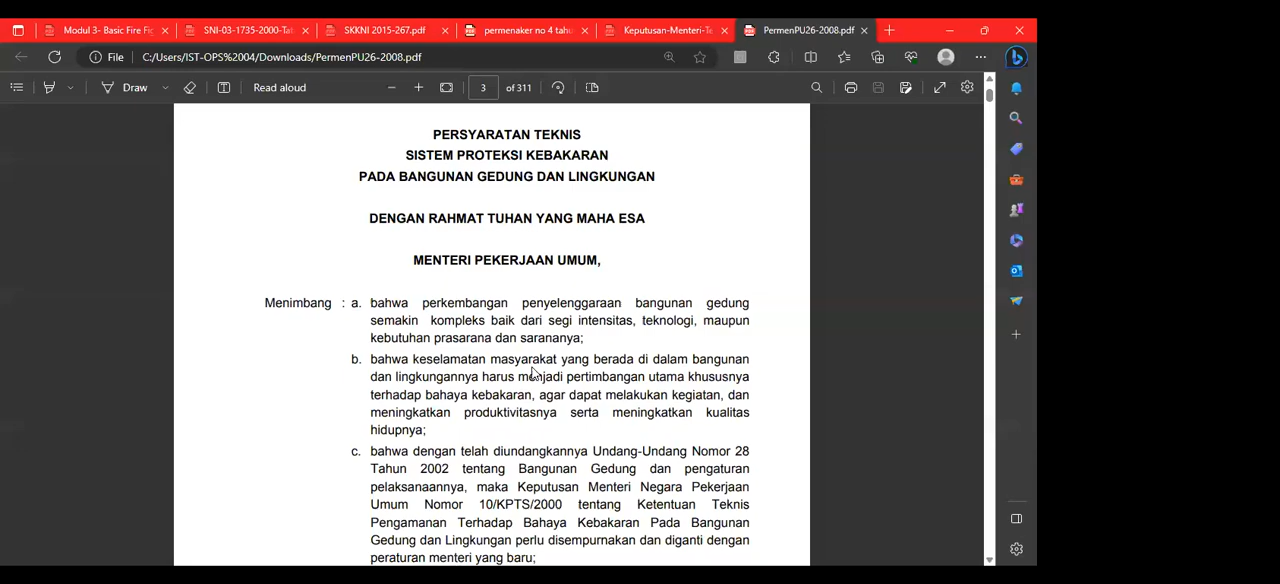 Modul 3- Basic Fire Fig
SNI-03-1735-2000-Tat
SKKNI 2015-267.pdf
permenaker no 4 tahu
Keputusan-Menteri-Te
PermenPU26-2008.pdf
File
C:/Users/IST-OPS%2004/Downloads/PermenPU26-2008.pdf
Draw
Read aloud
3
of 311
PERSYARATAN TEKNIS
SISTEM PROTEKSI KEBAKARAN
PADA BANGUNAN GEDUNG DAN LINGKUNGAN
DENGAN RAHMAT TUHAN YANG MAHA ESA
MENTERI PEKERJAAN UMUM,
Menimbang : a. bahwa perkembangan penyelenggaraan bangunan gedung
semakin kompleks baik dari segi intensitas, teknologi, maupun
kebutuhan prasarana dan sarananya;
b. bahwa keselamatan masyarakat yang berada di dalam bangunan
dan lingkungannya harus menjadi pertimbangan utama khususnya
terhadap bahaya kebakaran, agar dapat melakukan kegiatan, dan
meningkatkan produktivitasnya serta meningkatkan kualitas
hidupnya;
c. bahwa dengan telah diundangkannya Undang-Undang Nomor 28
Tahun 2002 tentang Bangunan Gedung dan pengaturan
pelaksanaannya, maka Keputusan Menteri Negara Pekerjaan
Umum Nomor 10/KPTS/2000 tentang Ketentuan Teknis
Pengamanan Terhadap Bahaya Kebakaran Pada Bangunan
Gedung dan Lingkungan perlu disempurnakan dan diganti dengan
peraturan menteri yang baru;